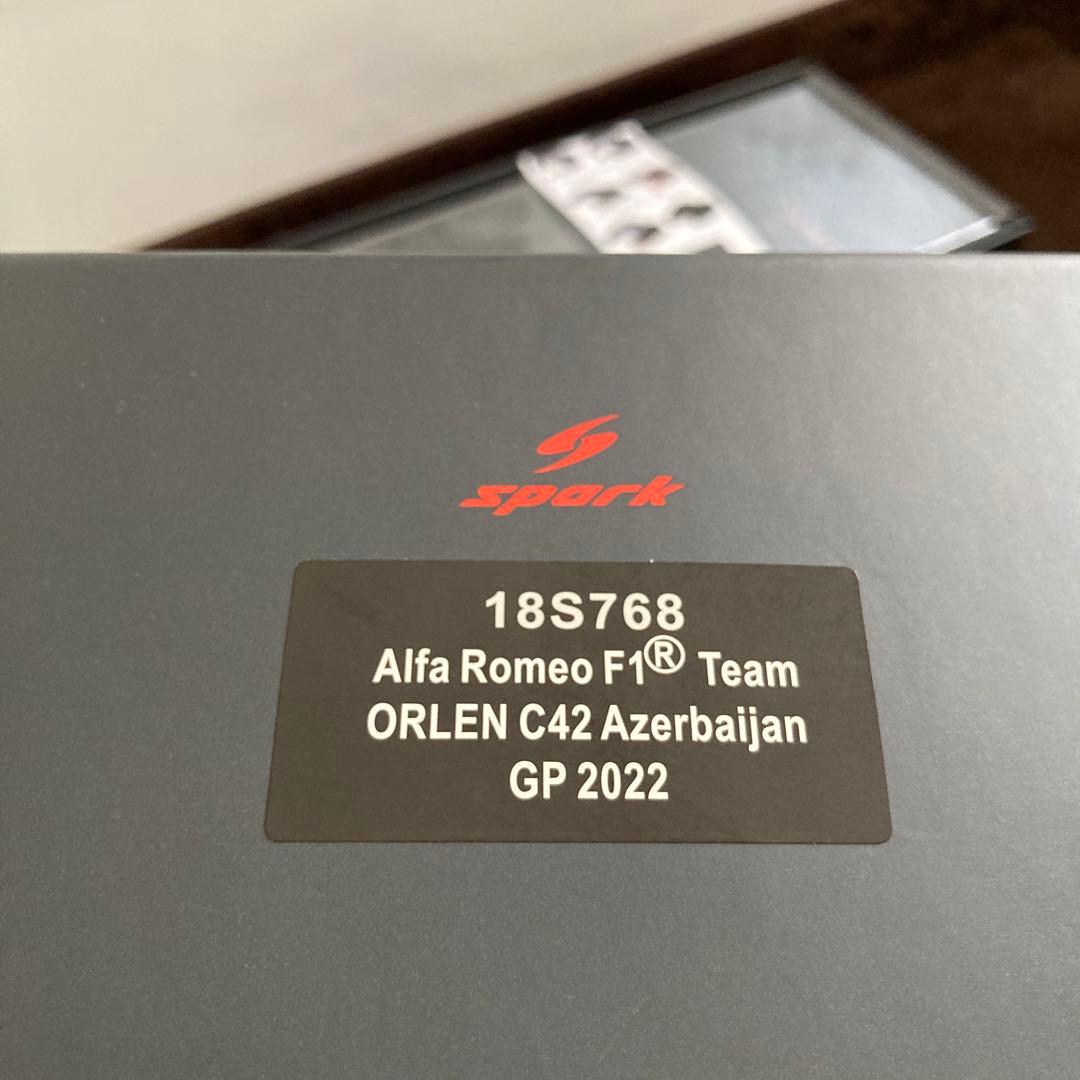 spark
18S768
Alfa Romeo F1® Team
ORLEN C42 Azerbaijan
GP 2022